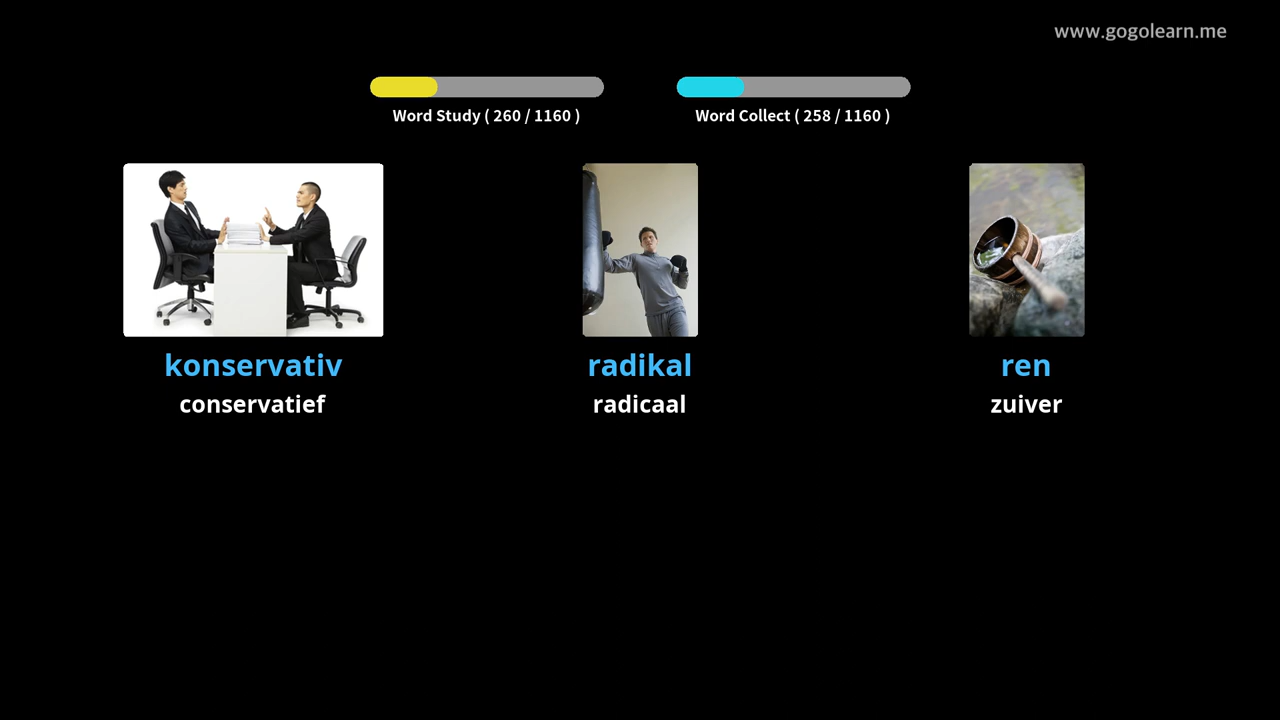 www.gogolearn.me
Word Study ( 260 / 1160 )
Word Collect ( 258 / 1160 )
konservativ
conservatief
radikal
radicaal
ren
zuiver